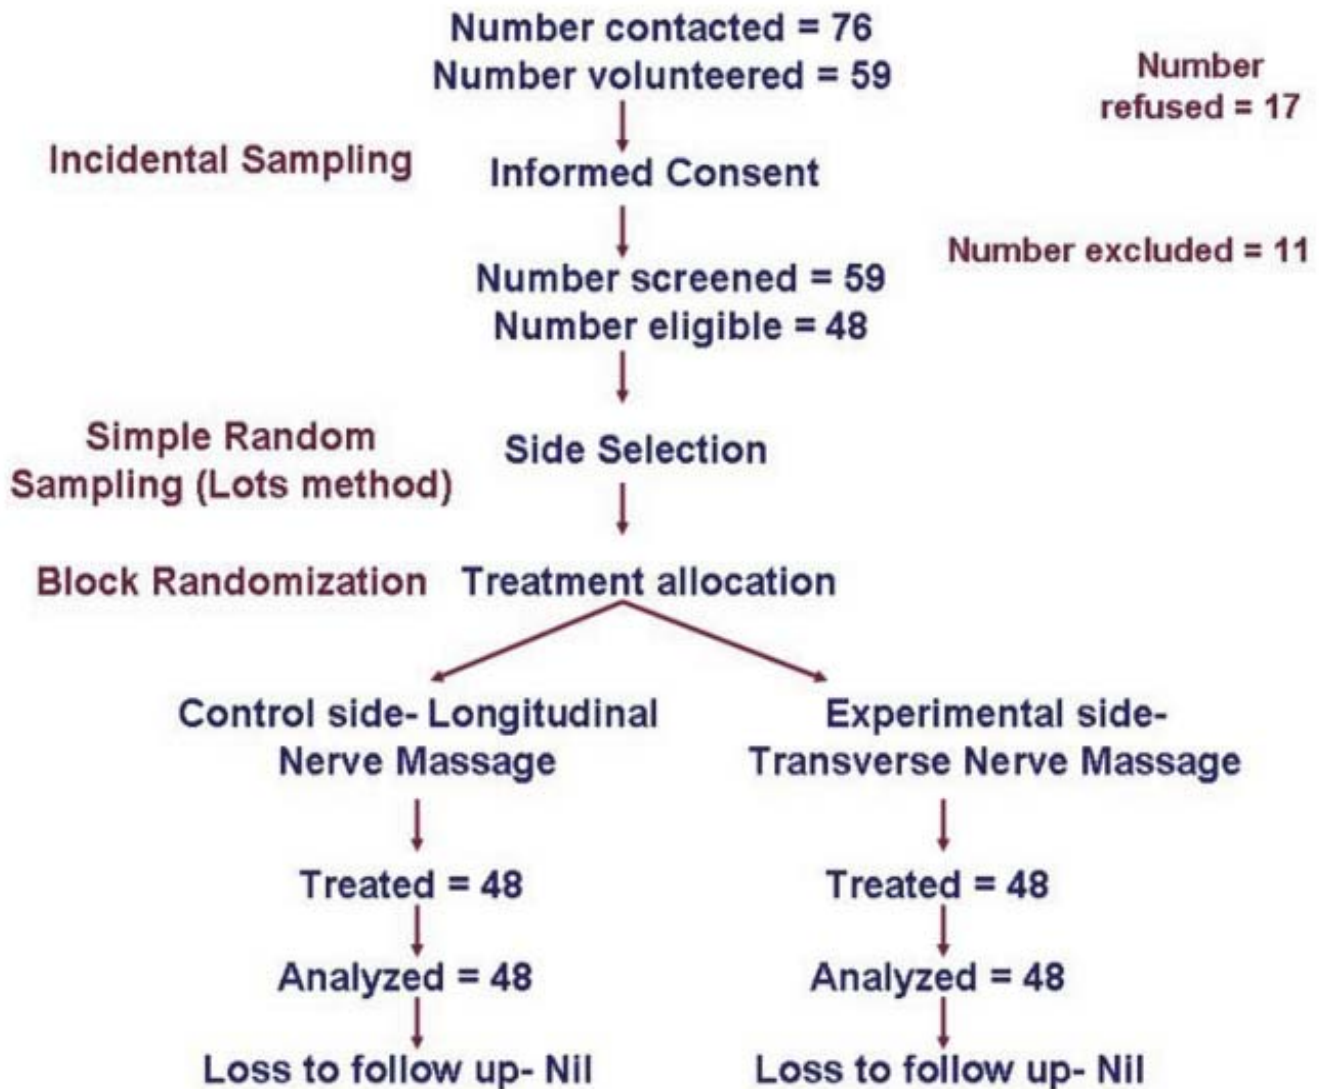 Number contacted = 76
Number volunteered = 59
Number
refused = 17
Incidental Sampling
Informed Consent
Number excluded = 11
Number screened = 59
Number eligible = 48
Simple Random
Sampling (Lots method)
Side Selection
Block Randomization
Treatment allocation
Control side- Longitudinal
Nerve Massage
Experimental side-
Transverse Nerve Massage
Treated = 48
Treated = 48
Analyzed = 48
Analyzed = 48
Loss to follow up- Nil
Loss to follow up- Nil